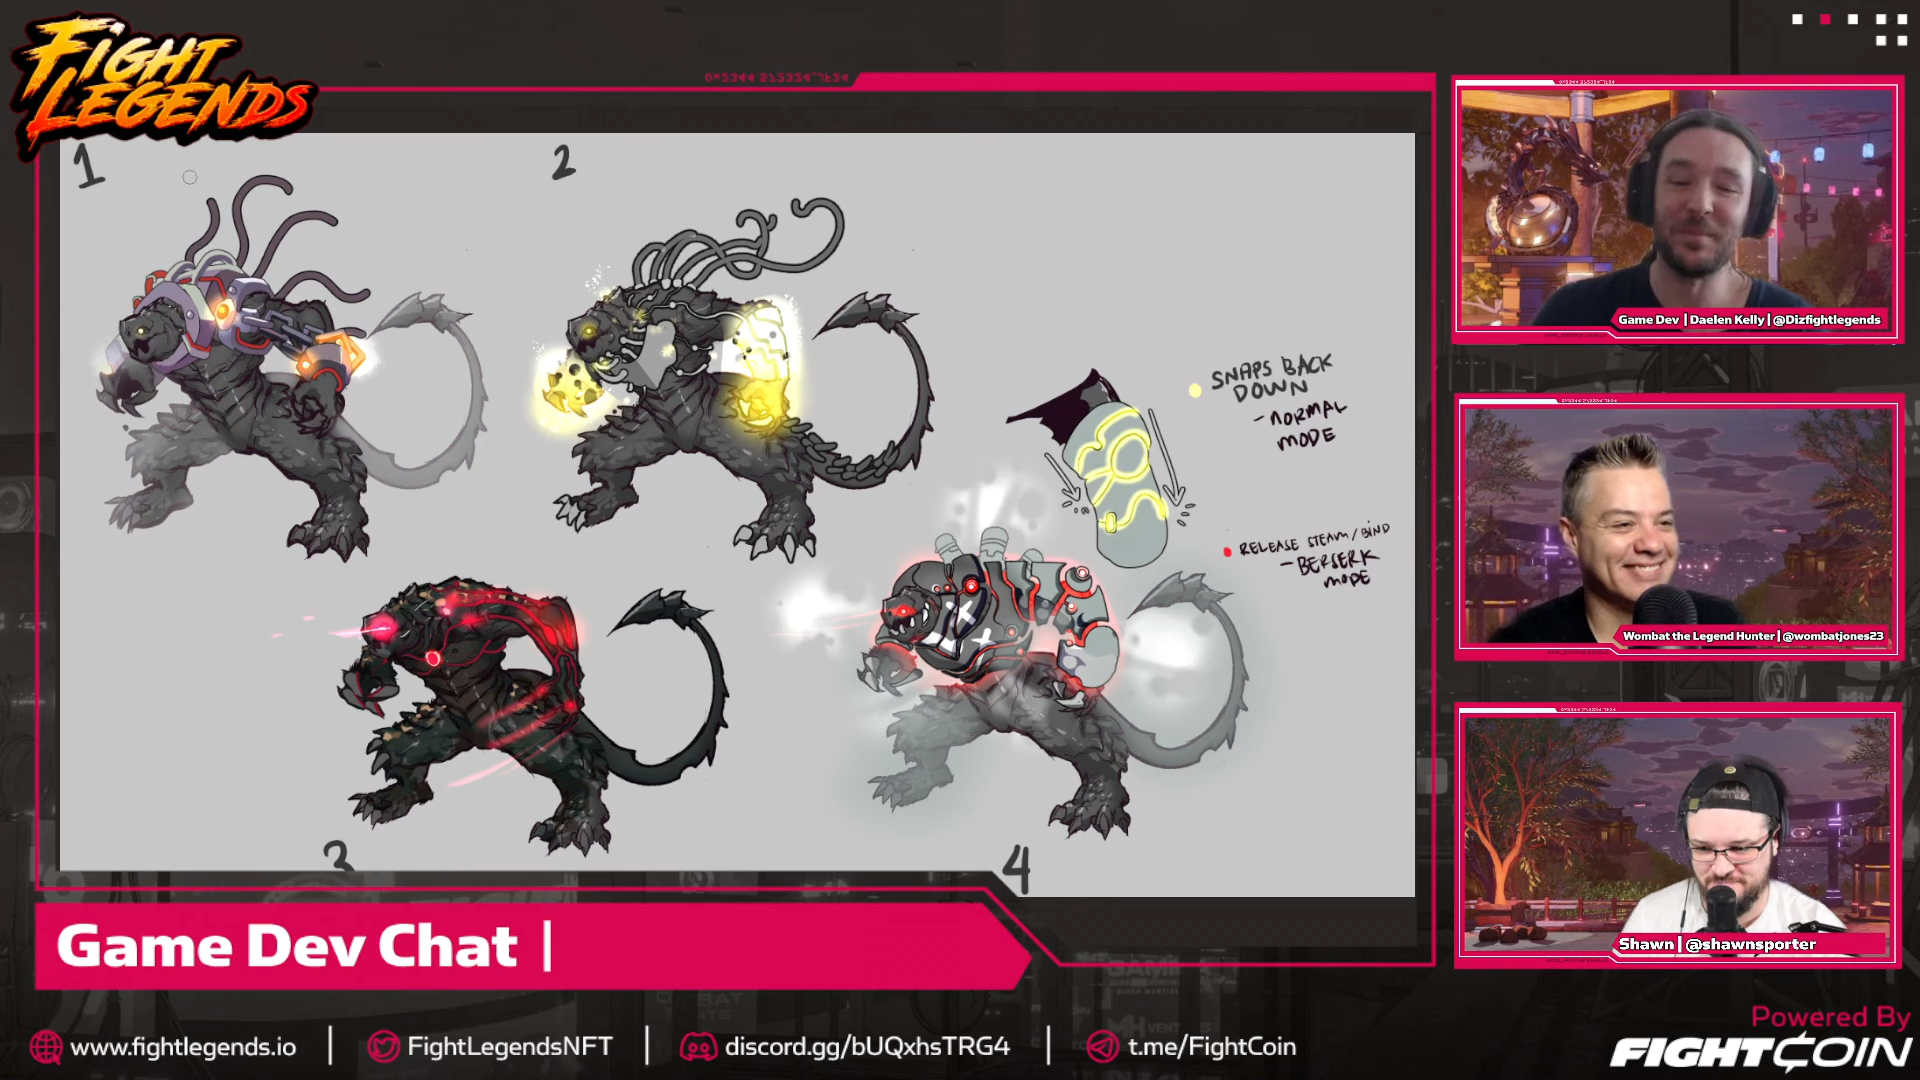 FIGHT
LEGENDS
1
2
SNAPS BACK
DOWN
- NORMAL
MODE
RELEASE STEAM/BIND
- BERSERK
MODE
3
4
Game Dev | Daelen Kelly | @Dizfightlegends
Wombat the Legend Hunter | @wombatjones23
Shawn | @shawnsporter
Game Dev Chat |
www.fightlegends.io
FightLegendsNFT
discord.gg/bUQxhsTRG4
t.me/FightCoin
Powered By
FIGHTCOIN